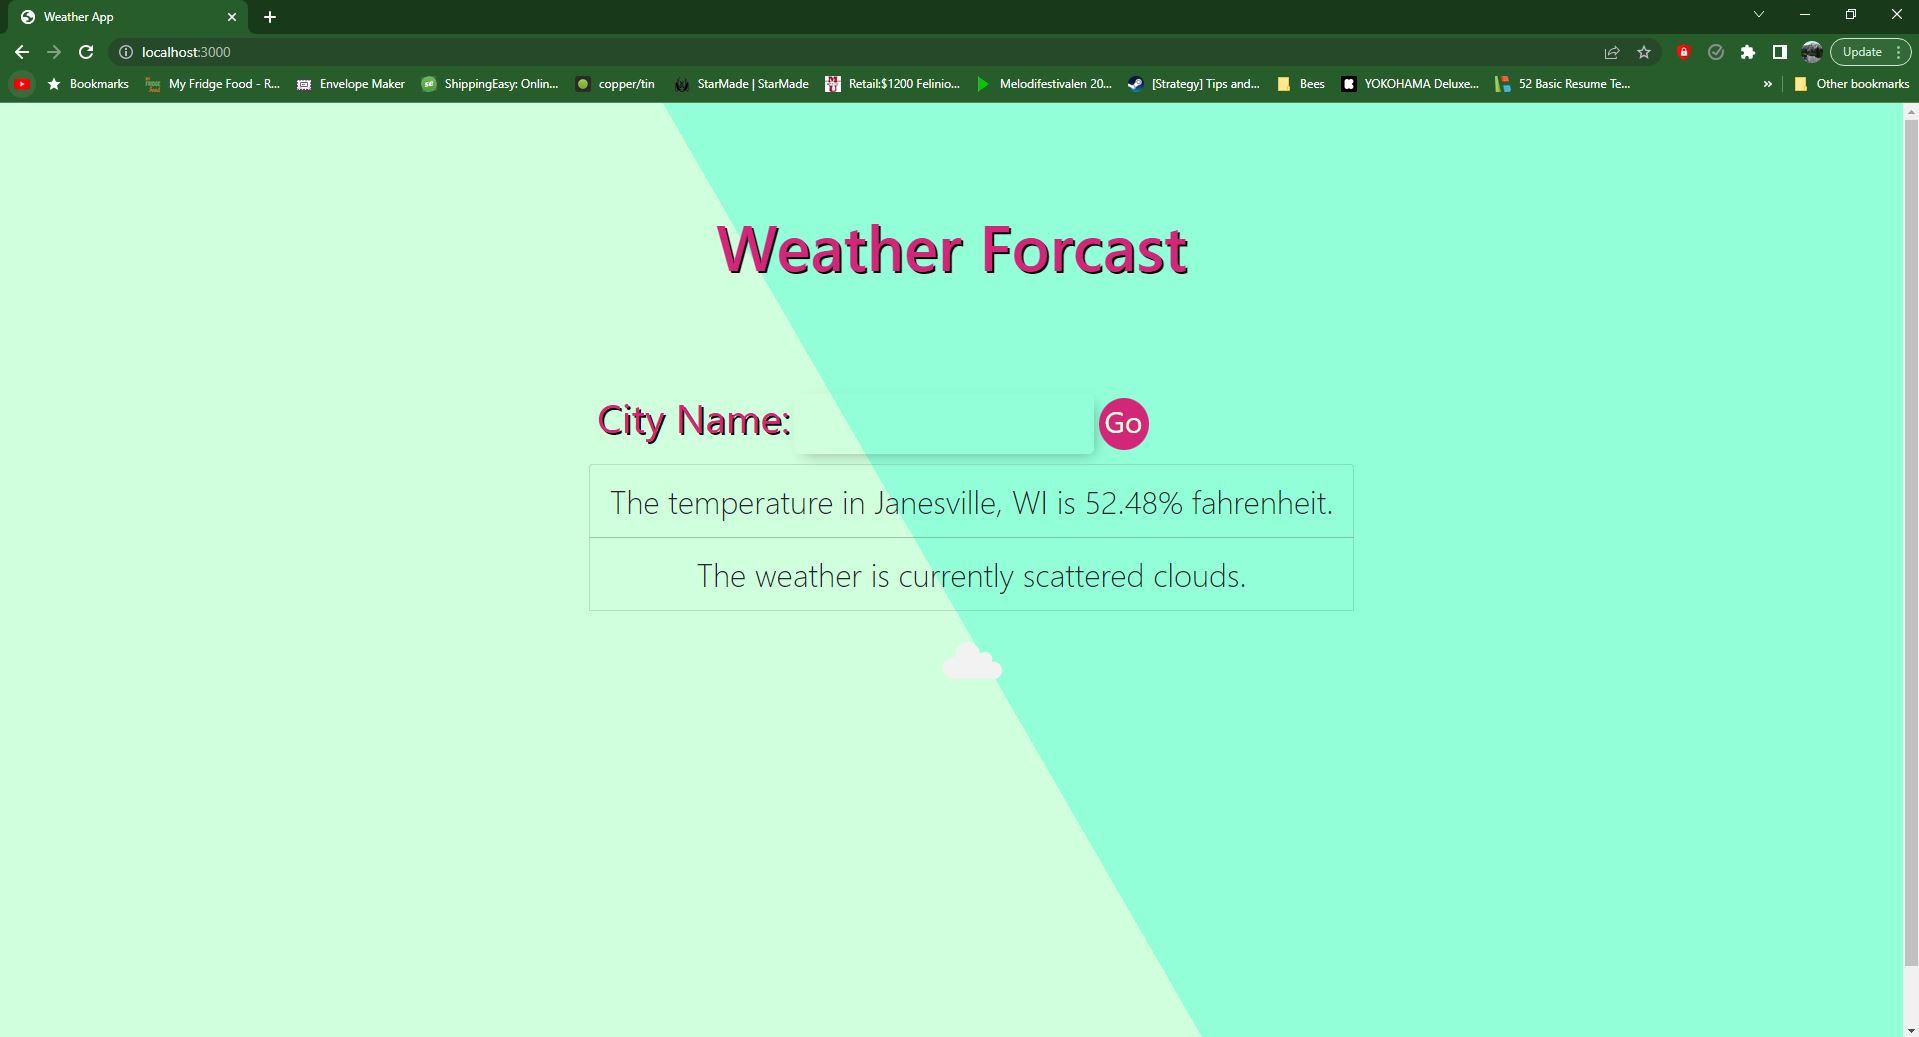 Weather App
localhost:3000
Update
Bookmarks My Fridge Food - R... Envelope Maker ShippingEasy: Onlin... copper/tin StarMade | StarMade Retail:$1200 Felinio... Melodifestivalen 20... [Strategy] Tips and... Bees YOKOHAMA Deluxe... 52 Basic Resume Te... » Other bookmarks
Weather Forcast
City Name: Go
The temperature in Janesville, WI is 52.48% fahrenheit.
The weather is currently scattered clouds.